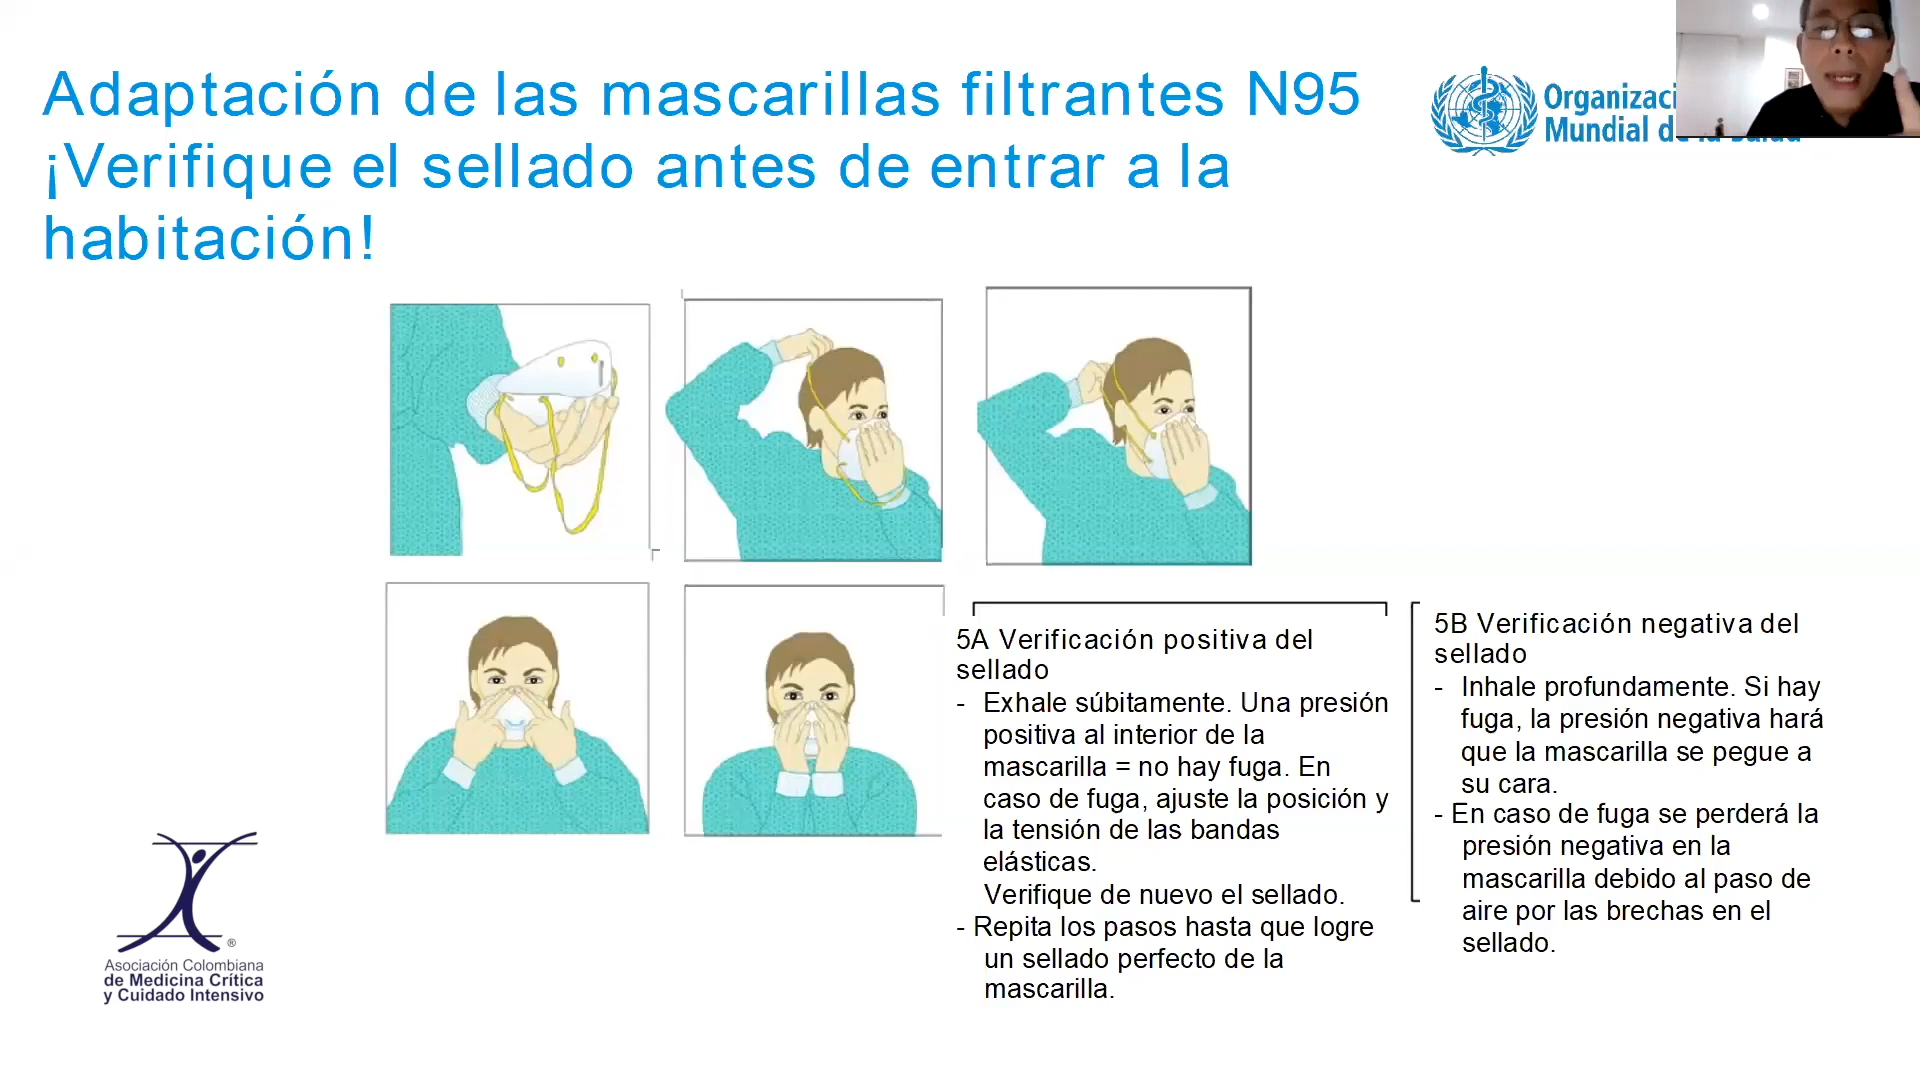 Adaptación de las mascarillas filtrantes N95
¡Verifique el sellado antes de entrar a la
habitación!
Mundial
5A Verificación positiva del
sellado
- Exhale súbitamente. Una presión
positiva al interior de la
mascarilla = no hay fuga. En
caso de fuga, ajuste la posición y
la tensión de las bandas
elásticas.
Verifique de nuevo el sellado.
- Repita los pasos hasta que logre
un sellado perfecto de la
mascarilla.
5B Verificación negativa del
sellado
- Inhale profundamente. Si hay
fuga, la presión negativa hará
que la mascarilla se pegue a
su cara.
- En caso de fuga se perderá la
presión negativa en la
mascarilla debido al paso de
aire por las brechas en el
sellado.
®
Asociación Colombiana
de Medicina Crítica
y Cuidado Intensivo